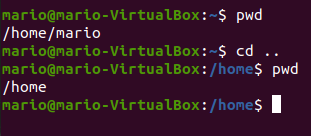 mario@mario-VirtualBox:~$ pwd
/home/mario
mario@mario-VirtualBox:~$ cd ..
mario@mario-VirtualBox:/home$ pwd
/home
mario@mario-VirtualBox:/home$